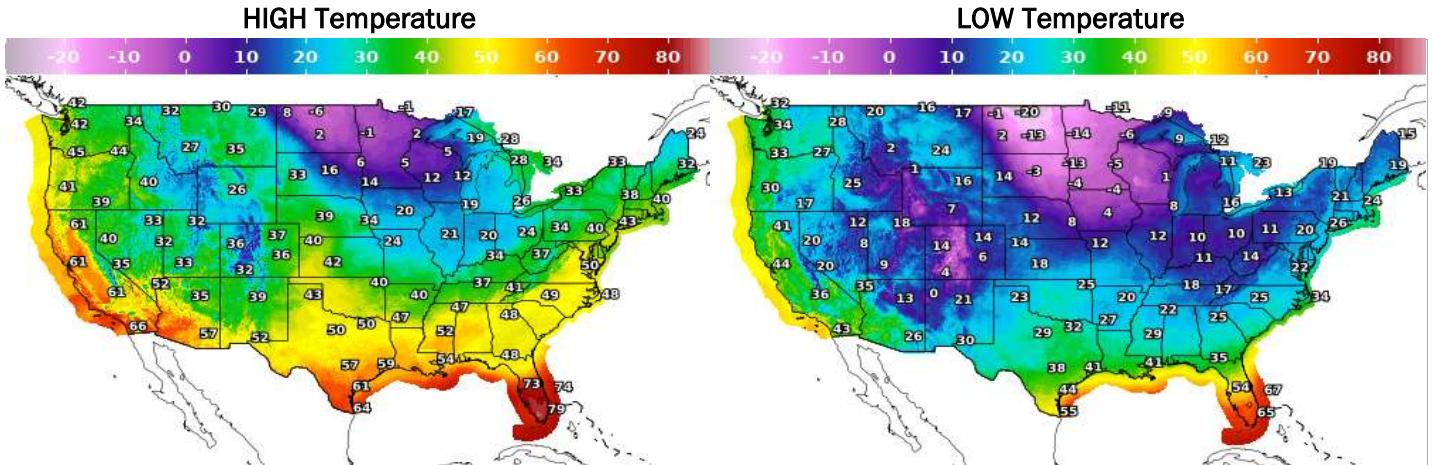 HIGH Temperature LOW Temperature
-20 -10 0 10 20 30 40 50 60 70 80 -20 -10 0 10 20 30 40 50 60 70 80
42 32 30 29 8 -6 -1 -17 32 20 16 17 -1 -20 -11 -9
42 34 2 -1 2 19 -28 24 34 28 2 -13 -14 -6 9 12 15
45 44 27 35 6 5 5 28 34 33 32 33 27 2 24 -13 -5 11 23 19 19
41 40 26 33 16 14 12 12 26 33 38 40 30 25 1 16 14 -3 -4 -4 1 16 13 21 24
39 20 19 17 7 4 8
61 33 32 39 34 43 41 12 18 12 8 26
40 32 36 37 40 24 21 20 24 34 40 20 8 14 14 14 12 12 10 10 11 20
61 35 33 32 36 42 34 37 50 44 20 9 4 6 18 11 14 22
61 52 35 39 43 40 40 37 41 49 48 36 35 13 0 21 23 25 20 18 17 25 34
66 57 52 50 50 47 47 52 48 43 26 30 29 32 27 22 29 25
57 59 54 48 38 41 41 35
61 73 74 44 54 67
64 79 55 65